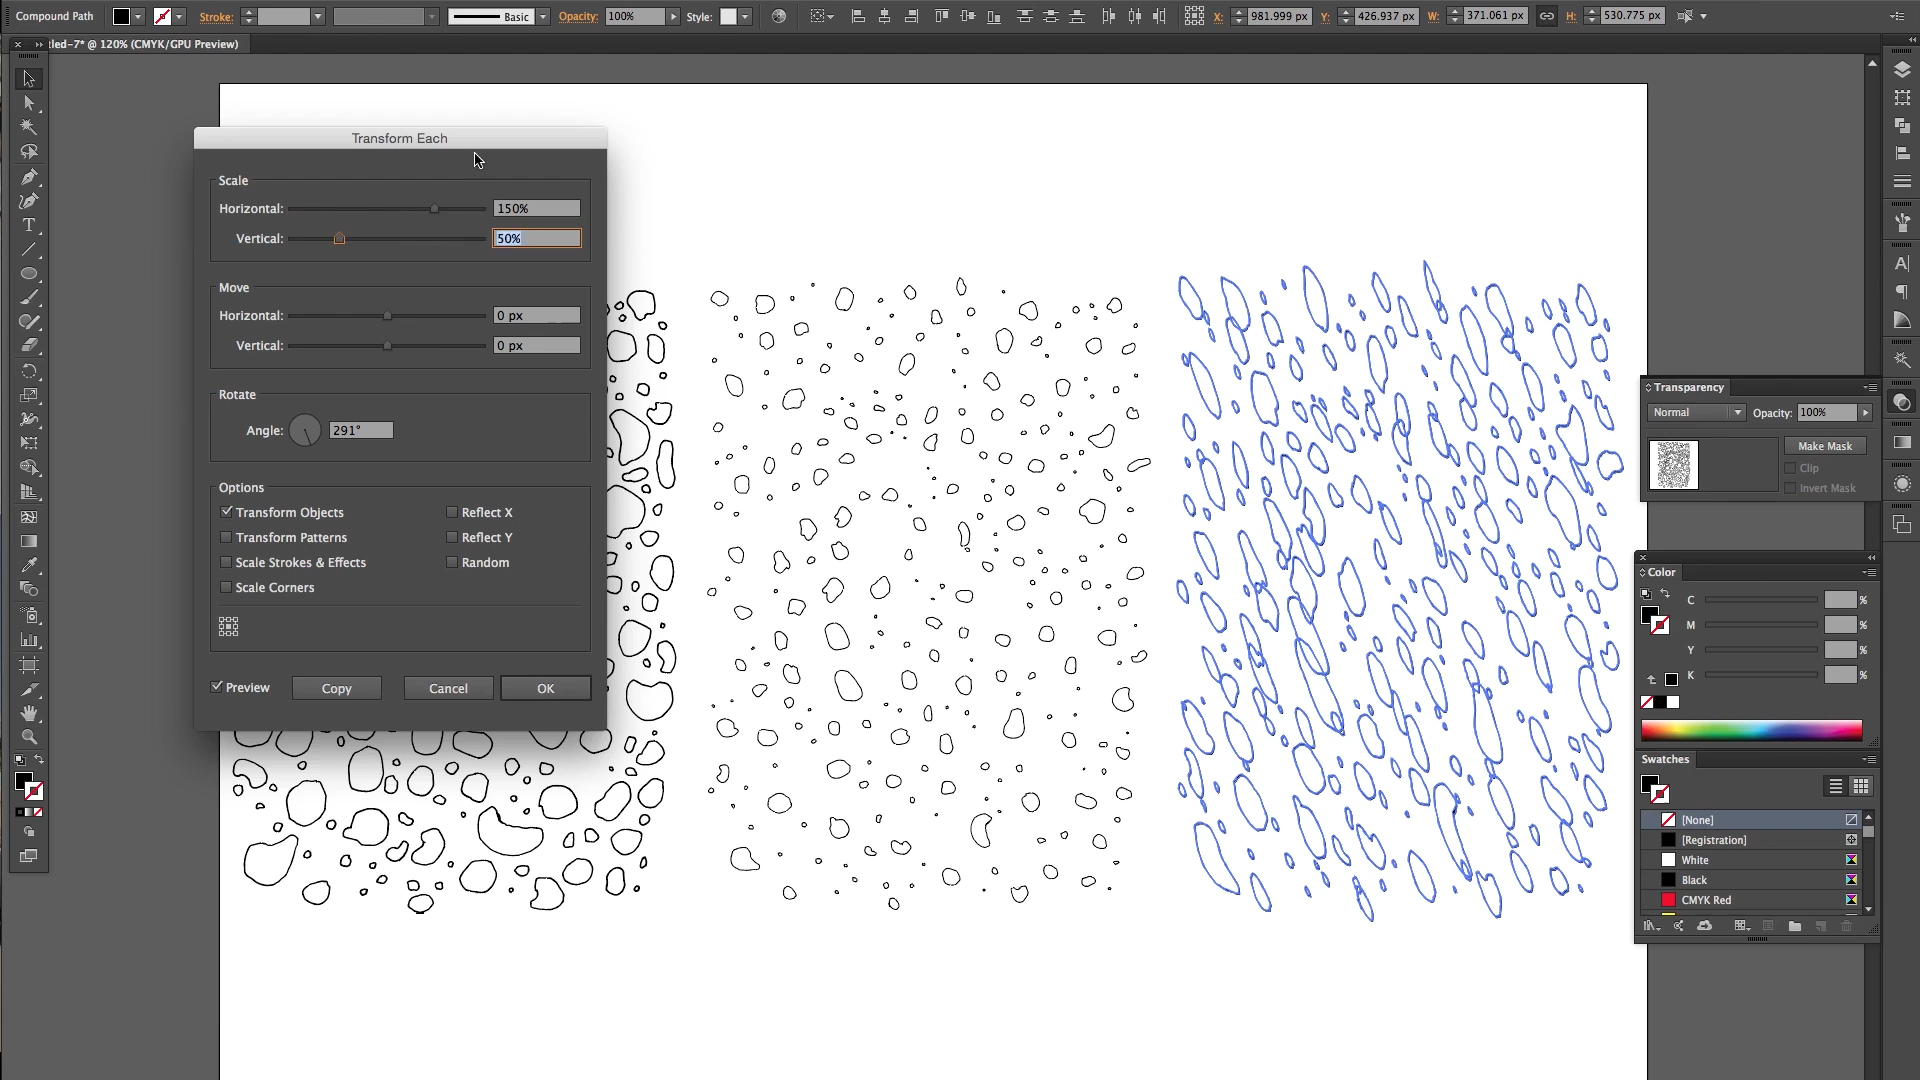 Compound Path
Stroke:
Basic
Opacity: 100%
Style:
X: 981.999 px
Y: 426.937 px
W: 371.061 px
H: 530.775 px
tled-7* @ 120% (CMYK/GPU Preview)
Transform Each
Scale
Horizontal: 150%
Vertical: 50%
Move
Horizontal: 0 px
Vertical: 0 px
Rotate
Angle: 291°
Options
Transform Objects
Reflect X
Transform Patterns
Reflect Y
Scale Strokes & Effects
Random
Scale Corners
Preview
Copy
Cancel
OK
Transparency
Normal
Opacity: 100%
Make Mask
Clip
Invert Mask
Color
C %
M %
Y %
K %
Swatches
[None]
[Registration]
White
Black
CMYK Red